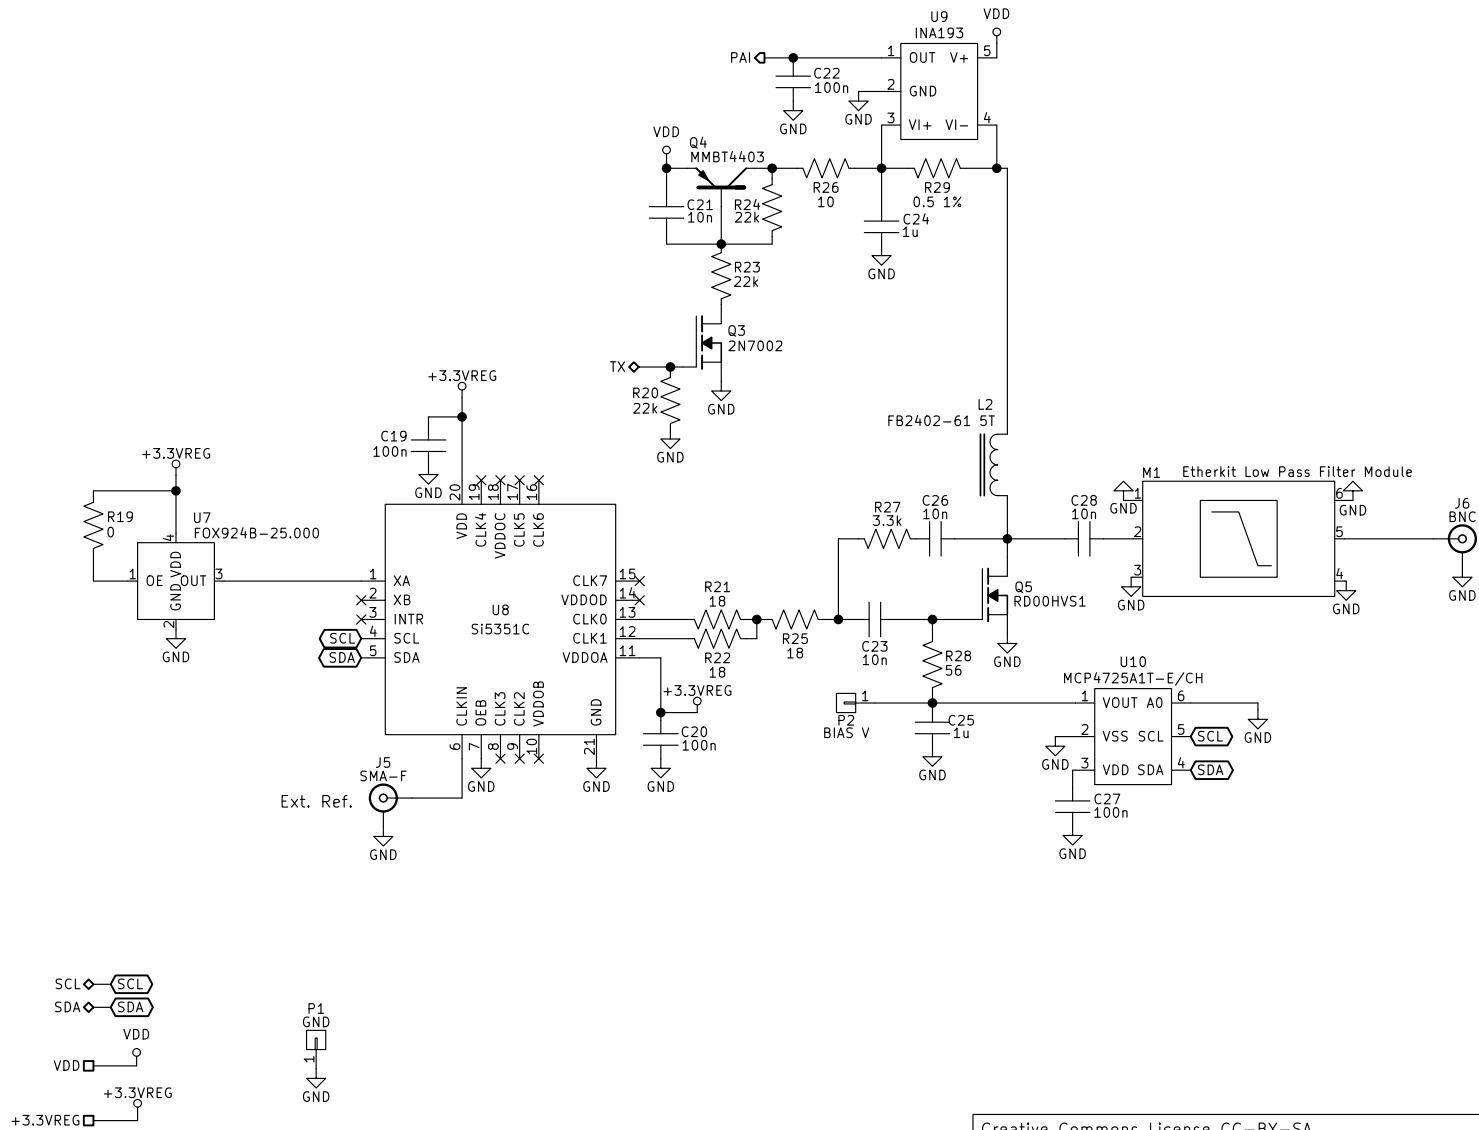 U9
INA193
VDD
PAI
1 OUT V+ 5
C22
100n
2 GND
GND
GND
3 VI+ VI- 4
VDD
Q4
MMBT4403
C21
10n
R24
22k
R26
10
R29
0.5 1%
C24
1u
GND
R23
22k
Q3
2N7002
TX
R20
22k
GND
GND
+3.3VREG
C19
100n
GND
L2
FB2402-61 5T
+3.3VREG
R19
0
U7
FOX924B-25.000
4
VDD
1 OE OUT 3
GND
2
GND
20 19 18 17 16
VDD CLK4 VDDOC CLK5 CLK6
1 XA
2 XB
3 INTR
4 SCL
5 SDA
SCL
SDA
U8
Si5351C
CLK7 15
VDDOD 14
CLK0 13
CLK1 12
VDDOA 11
CLKIN OEB CLK3 CLK2 VDDOB GND
6 7 8 9 10 21
GND
GND
J5
SMA-F
Ext. Ref.
GND
+3.3VREG
C20
100n
GND
R21
18
R22
18
R25
18
R27
3.3k
C26
10n
C23
10n
C28
10n
Q5
RD00HVS1
GND
R28
56
P2
BIAS V
1
C25
1u
GND
M1 Etherkit Low Pass Filter Module
1
GND
2
3
GND
6
GND
5
4
GND
J6
BNC
GND
U10
MCP4725A1T-E/CH
1 VOUT A0 6
2 VSS SCL 5
3 VDD SDA 4
GND
GND
SCL
SDA
C27
100n
GND
SCL SCL
SDA SDA
VDD
VDD
+3.3VREG
+3.3VREG
P1
GND
1
GND
Creative Commons License CC-BY-SA